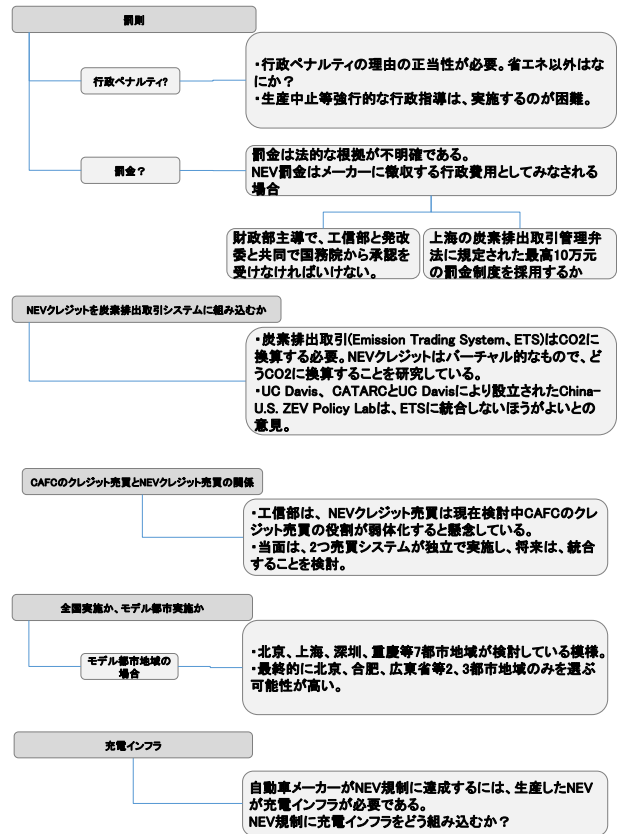 罰則
行政ペナルティ?
・行政ペナルティの理由の正当性が必要。省エネ以外はな
にか？
・生産中止等強行的な行政指導は、実施するのが困難。
罰金？
罰金は法的な根拠が不明確である。
NEV罰金はメーカーに徴収する行政費用としてみなされる
場合
財政部主導で、工信部と発改
委と共同で国務院から承認を
受けなければいけない。
上海の炭素排出取引管理弁
法に規定された最高10万元
の罰金制度を採用するか
NEVクレジットを炭素排出取引システムに組み込むか
・炭素排出取引(Emission Trading System、ETS)はCO2に
換算する必要。NEVクレジットはバーチャル的なもので、ど
うCO2に換算することを研究している。
・UC Davis、CATARCとUC Davisにより設立されたChina-
U.S. ZEV Policy Labは、ETSに統合しないほうがよいとの
意見。
CAFCのクレジット売買とNEVクレジット売買の関係
・工信部は、NEVクレジット売買は現在検討中CAFCのクレ
ジット売買の役割が弱体化すると懸念している。
・当面は、2つ売買システムが独立で実施し、将来は、統合
することを検討。
全国実施か、モデル都市実施か
モデル都市地域の
場合
・北京、上海、深圳、重慶等7都市地域が検討している模様。
・最終的に北京、合肥、広東省等2、3都市地域のみを選ぶ
可能性が高い。
充電インフラ
自動車メーカーがNEV規制に達成するには、生産したNEV
が充電インフラが必要である。
NEV規制に充電インフラをどう組み込むか？